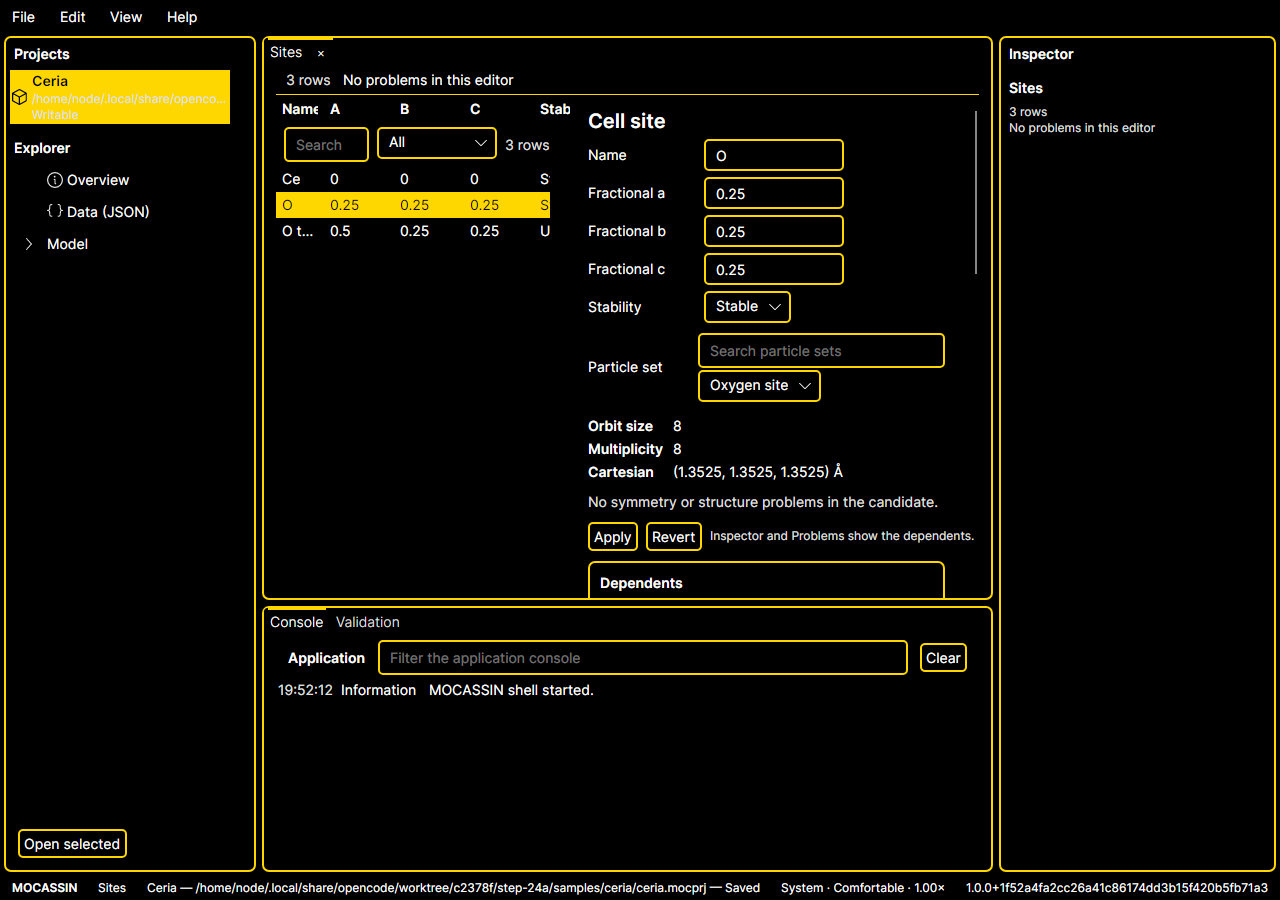 File Edit View Help
Projects
Ceria
/home/node/.local/share/openco...
Writable
Explorer
Overview
{ } Data (JSON)
Model
Open selected
Sites ×
3 rows No problems in this editor
Name A B C Stab
Search All 3 rows
Ce 0 0 0 S
O 0.25 0.25 0.25 S
O t... 0.5 0.25 0.25 U
Cell site
Name O
Fractional a 0.25
Fractional b 0.25
Fractional c 0.25
Stability Stable
Particle set Search particle sets
Oxygen site
Orbit size 8
Multiplicity 8
Cartesian (1.3525, 1.3525, 1.3525) Å
No symmetry or structure problems in the candidate.
Apply Revert Inspector and Problems show the dependents.
Dependents
Console Validation
Application Filter the application console Clear
19:52:12 Information MOCASSIN shell started.
Inspector
Sites
3 rows
No problems in this editor
MOCASSIN Sites Ceria — /home/node/.local/share/opencode/worktree/c2378f/step-24a/samples/ceria/ceria.mocprj — Saved System · Comfortable · 1.00× 1.0.0+1f52a4fa2cc26a41c86174dd3b15f420b5fb71a3